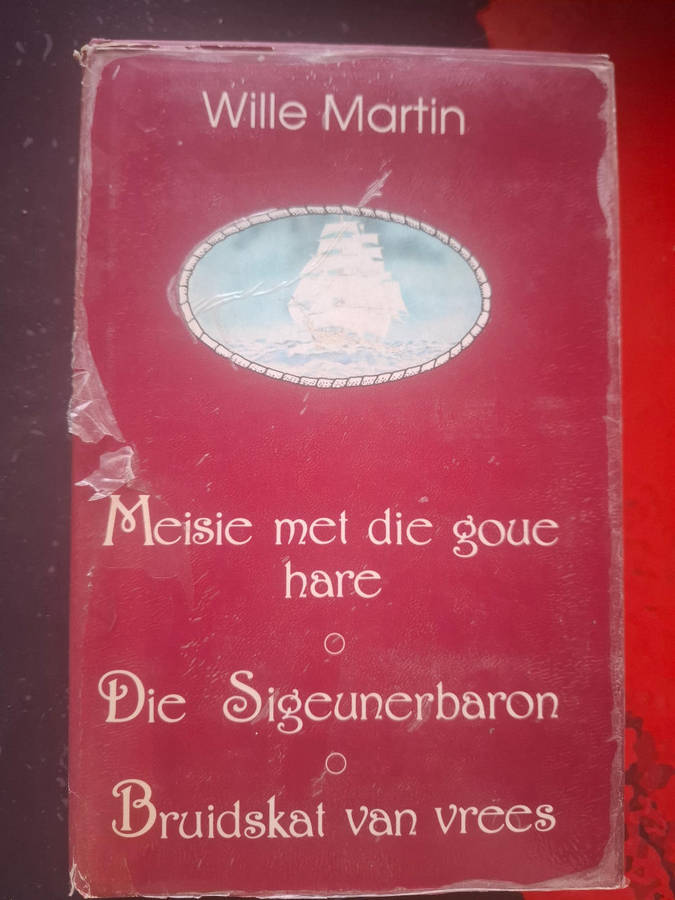 Wille Martin
Meisie met die goue
hare
Die Sigeunerbaron
Bruidskat van vrees